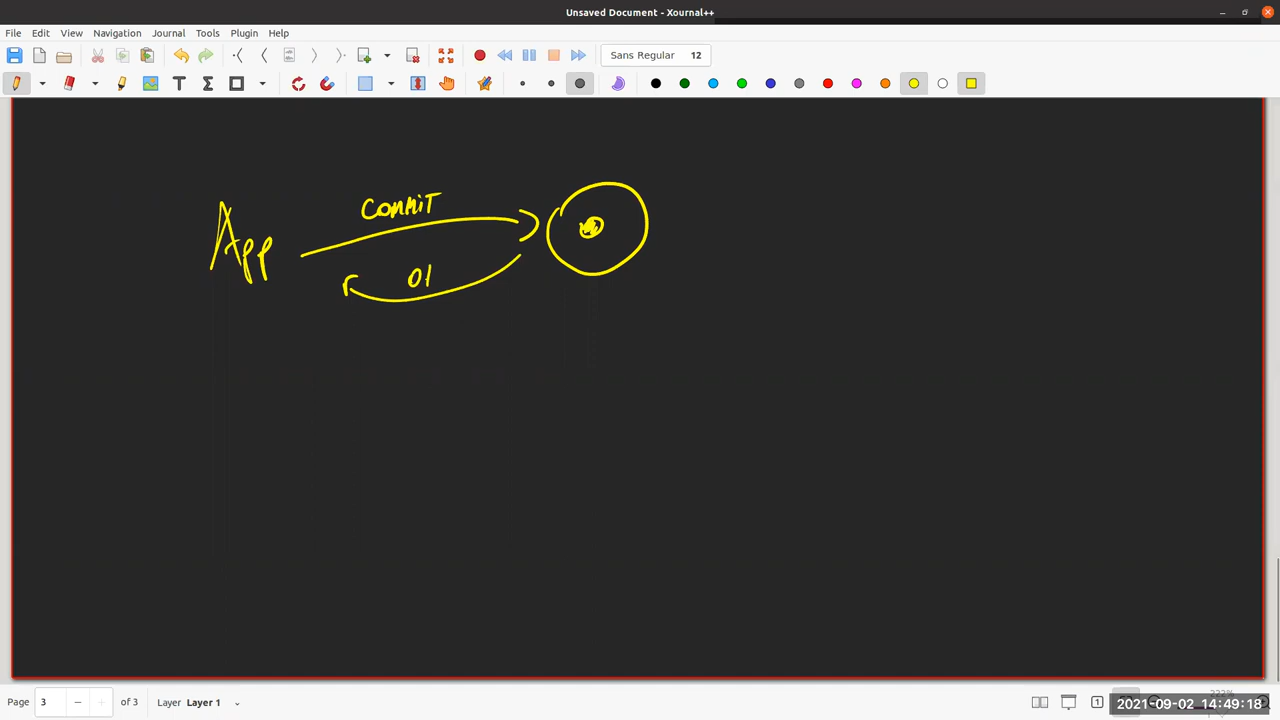 Unsaved Document - Xournal++
File Edit View Navigation Journal Tools Plugin Help
Sans Regular 12
COMMIT
App
Page 3 of 3 Layer Layer 1
2021-09-02 14:49:18